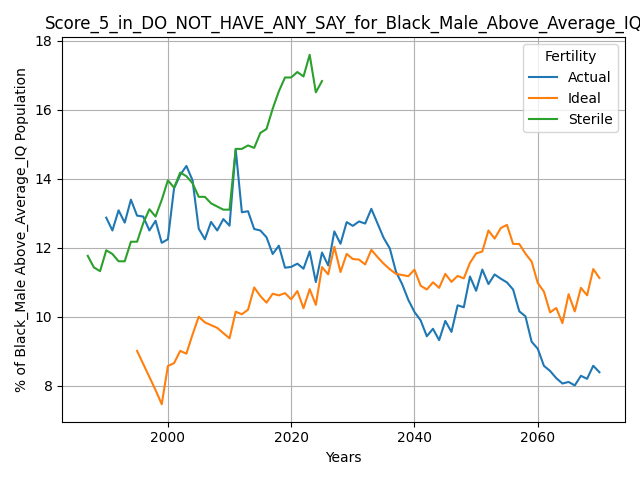 Score_5_in_DO_NOT_HAVE_ANY_SAY_for_Black_Male_Above_Average_IQ
18
16
14
12
10
8
% of Black_Male Above_Average_IQ Population
Fertility
Actual
Ideal
Sterile
2000
2020
2040
2060
Years